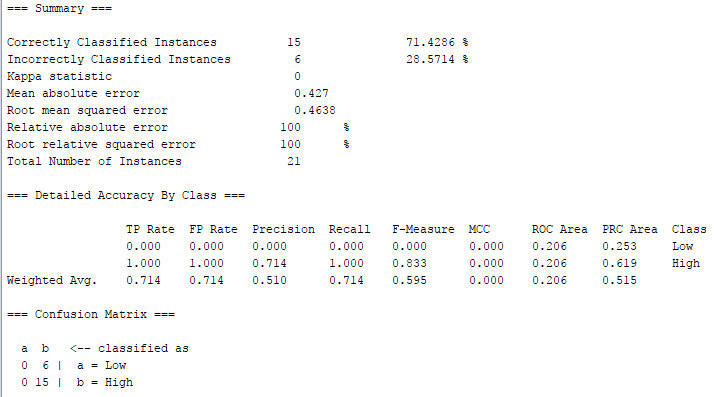 === Summary ===
Correctly Classified Instances 15 71.4286 %
Incorrectly Classified Instances 6 28.5714 %
Kappa statistic 0
Mean absolute error 0.427
Root mean squared error 0.4638
Relative absolute error 100 %
Root relative squared error 100 %
Total Number of Instances 21
=== Detailed Accuracy By Class ===
TP Rate FP Rate Precision Recall F-Measure MCC ROC Area PRC Area Class
0.000 0.000 0.000 0.000 0.000 0.000 0.206 0.253 Low
1.000 1.000 0.714 1.000 0.833 0.000 0.206 0.619 High
Weighted Avg. 0.714 0.714 0.510 0.714 0.595 0.000 0.206 0.515
=== Confusion Matrix ===
a b <-- classified as
0 6 | a = Low
0 15 | b = High